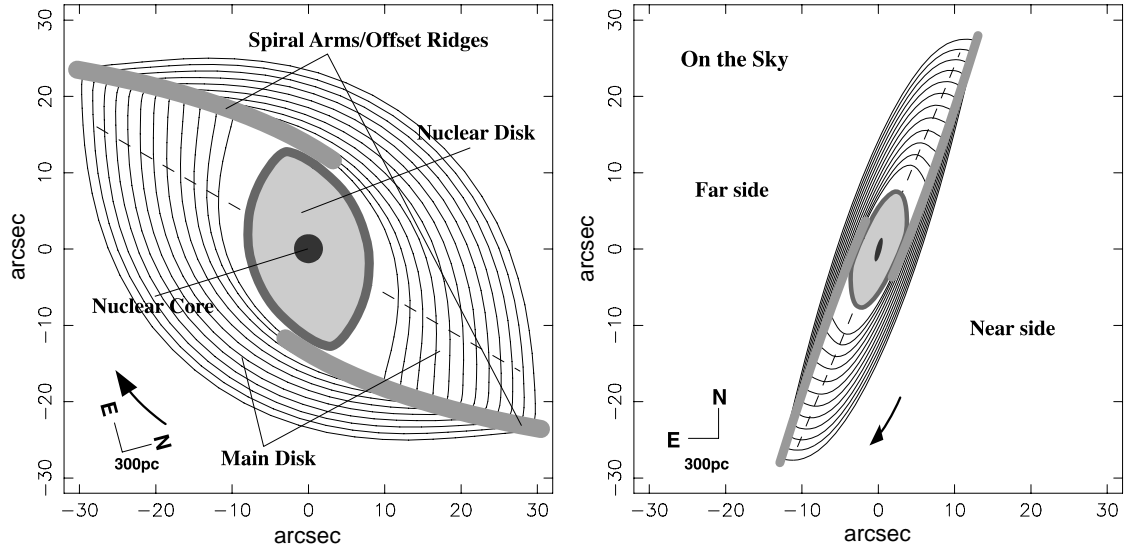 Spiral Arms/Offset Ridges
Nuclear Disk
Nuclear Core
Main Disk
E
N
300pc
30
20
10
0
−10
−20
−30
arcsec
−30 −20 −10 0 10 20 30
arcsec
On the Sky
Far side
Near side
N
E
300pc
30
20
10
0
−10
−20
−30
arcsec
−30 −20 −10 0 10 20 30
arcsec